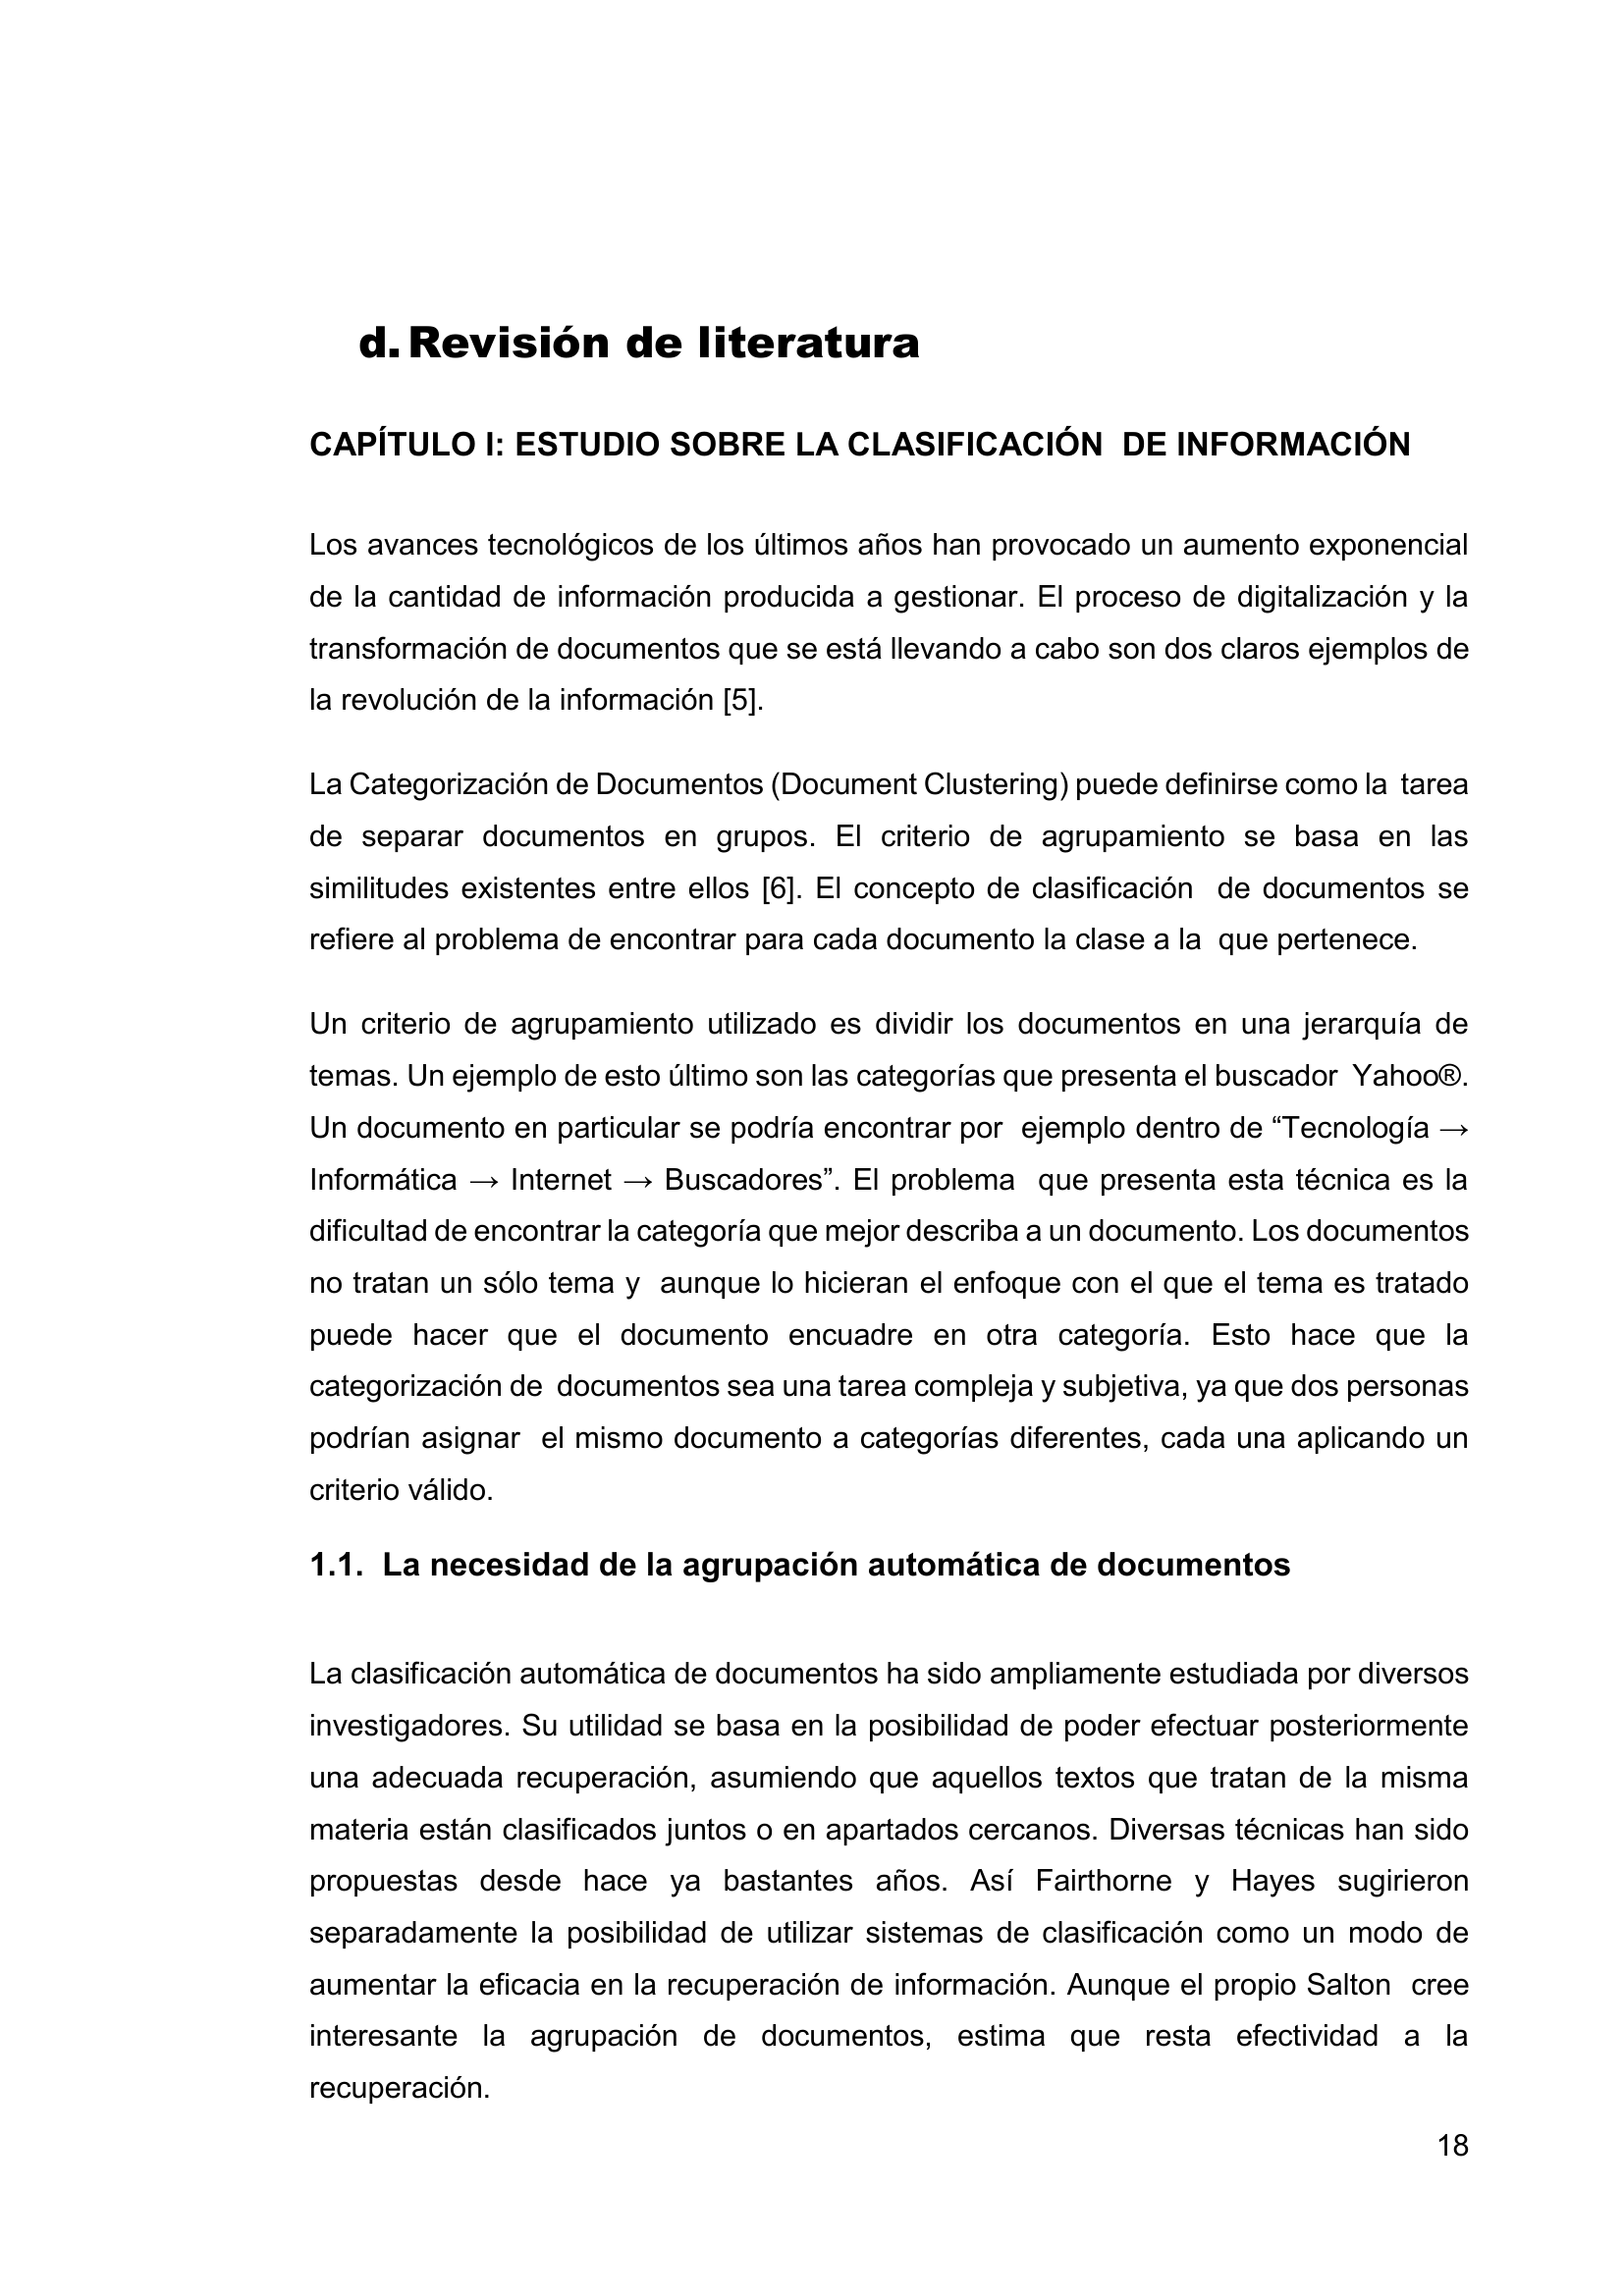 d. Revisión de literatura
CAPÍTULO I: ESTUDIO SOBRE LA CLASIFICACIÓN DE INFORMACIÓN
Los avances tecnológicos de los últimos años han provocado un aumento exponencial
de la cantidad de información producida a gestionar. El proceso de digitalización y la
transformación de documentos que se está llevando a cabo son dos claros ejemplos de
la revolución de la información [5].
La Categorización de Documentos (Document Clustering) puede definirse como la tarea
de separar documentos en grupos. El criterio de agrupamiento se basa en las
similitudes existentes entre ellos [6]. El concepto de clasificación de documentos se
refiere al problema de encontrar para cada documento la clase a la que pertenece.
Un criterio de agrupamiento utilizado es dividir los documentos en una jerarquía de
temas. Un ejemplo de esto último son las categorías que presenta el buscador Yahoo®.
Un documento en particular se podría encontrar por ejemplo dentro de “Tecnología →
Informática → Internet → Buscadores”. El problema que presenta esta técnica es la
dificultad de encontrar la categoría que mejor describa a un documento. Los documentos
no tratan un sólo tema y aunque lo hicieran el enfoque con el que el tema es tratado
puede hacer que el documento encuadre en otra categoría. Esto hace que la
categorización de documentos sea una tarea compleja y subjetiva, ya que dos personas
podrían asignar el mismo documento a categorías diferentes, cada una aplicando un
criterio válido.
1.1. La necesidad de la agrupación automática de documentos
La clasificación automática de documentos ha sido ampliamente estudiada por diversos
investigadores. Su utilidad se basa en la posibilidad de poder efectuar posteriormente
una adecuada recuperación, asumiendo que aquellos textos que tratan de la misma
materia están clasificados juntos o en apartados cercanos. Diversas técnicas han sido
propuestas desde hace ya bastantes años. Así Fairthorne y Hayes sugirieron
separadamente la posibilidad de utilizar sistemas de clasificación como un modo de
aumentar la eficacia en la recuperación de información. Aunque el propio Salton cree
interesante la agrupación de documentos, estima que resta efectividad a la
recuperación.
18